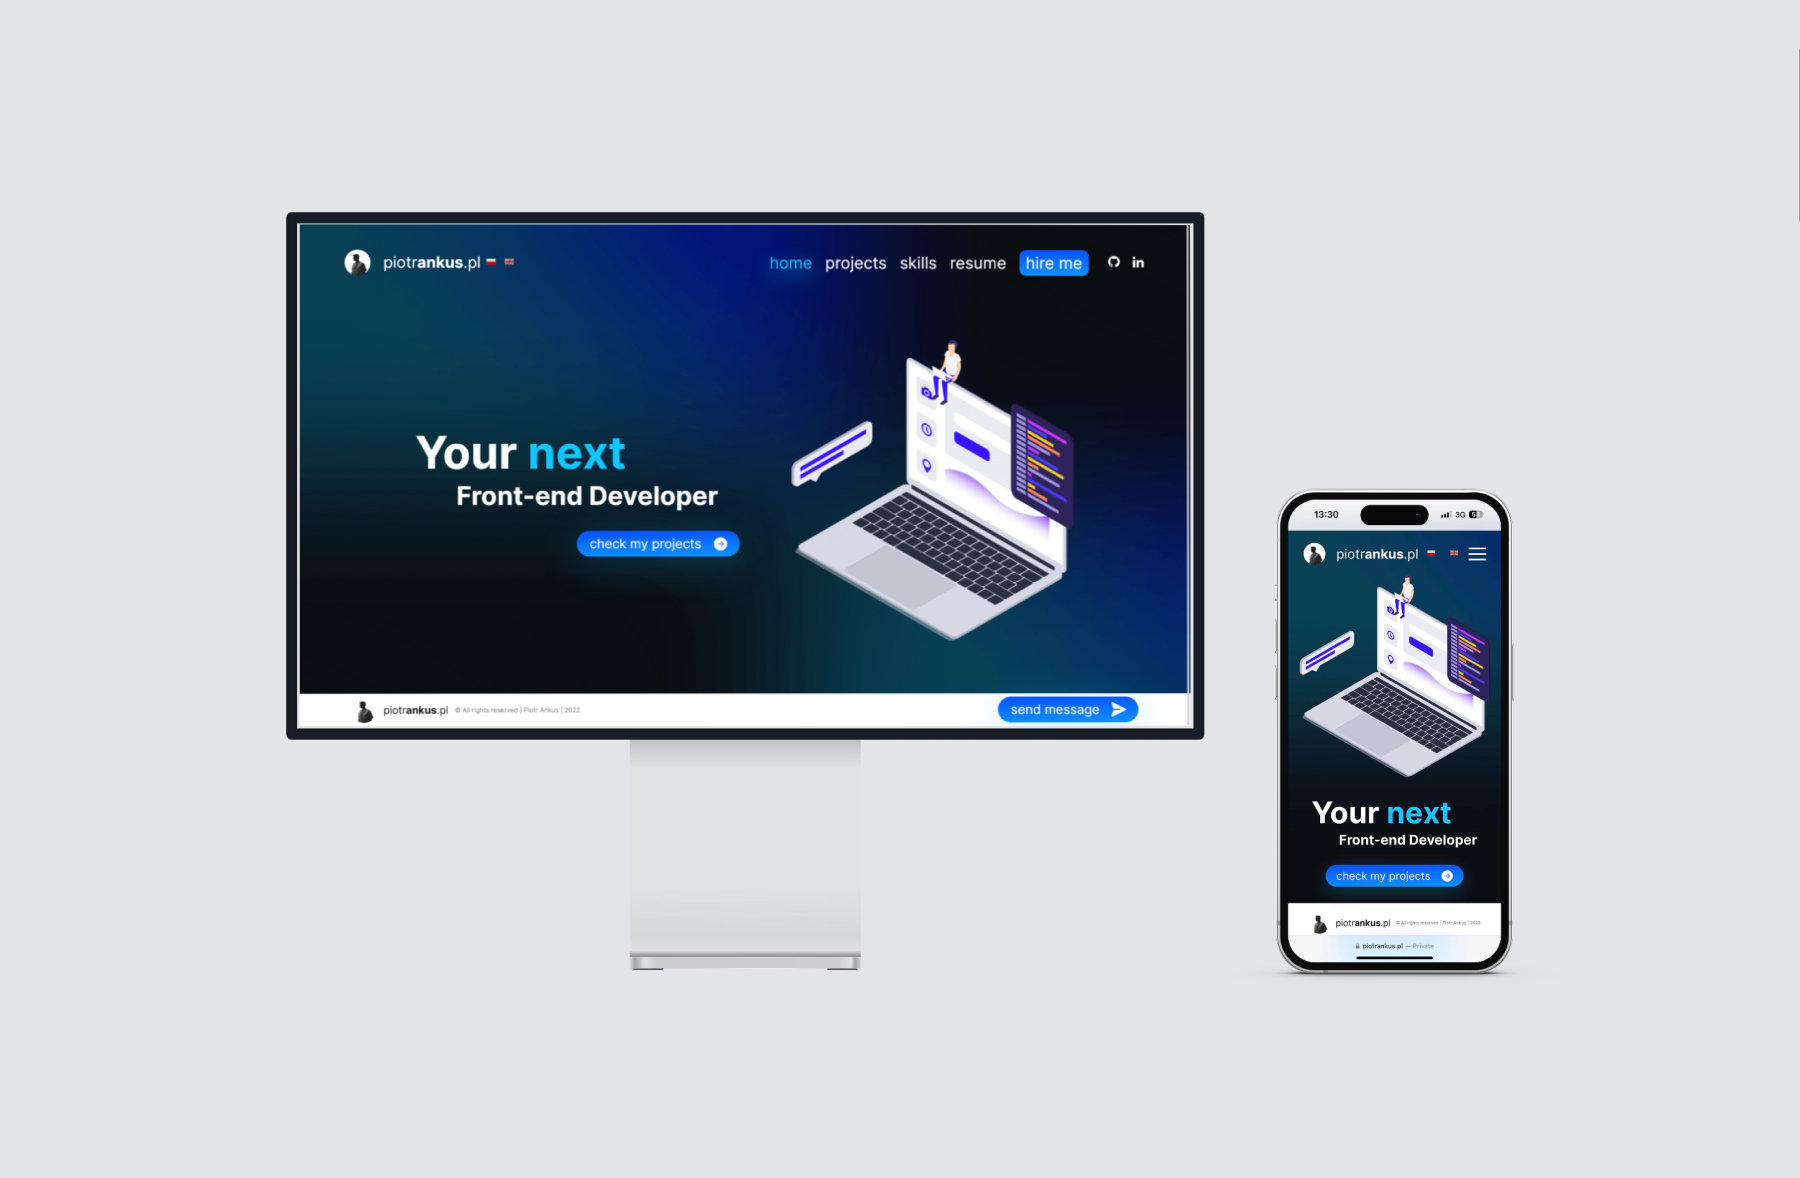 piotrankus.pl
home projects skills resume hire me in
Your next
Front-end Developer
check my projects
piotrankus.pl © All rights reserved | Piotr Ankus | 2022
send message
13:30 3G
piotrankus.pl
Your next
Front-end Developer
check my projects
piotrankus.pl © All rights reserved | Piotr Ankus | 2022
piotrankus.pl — Private